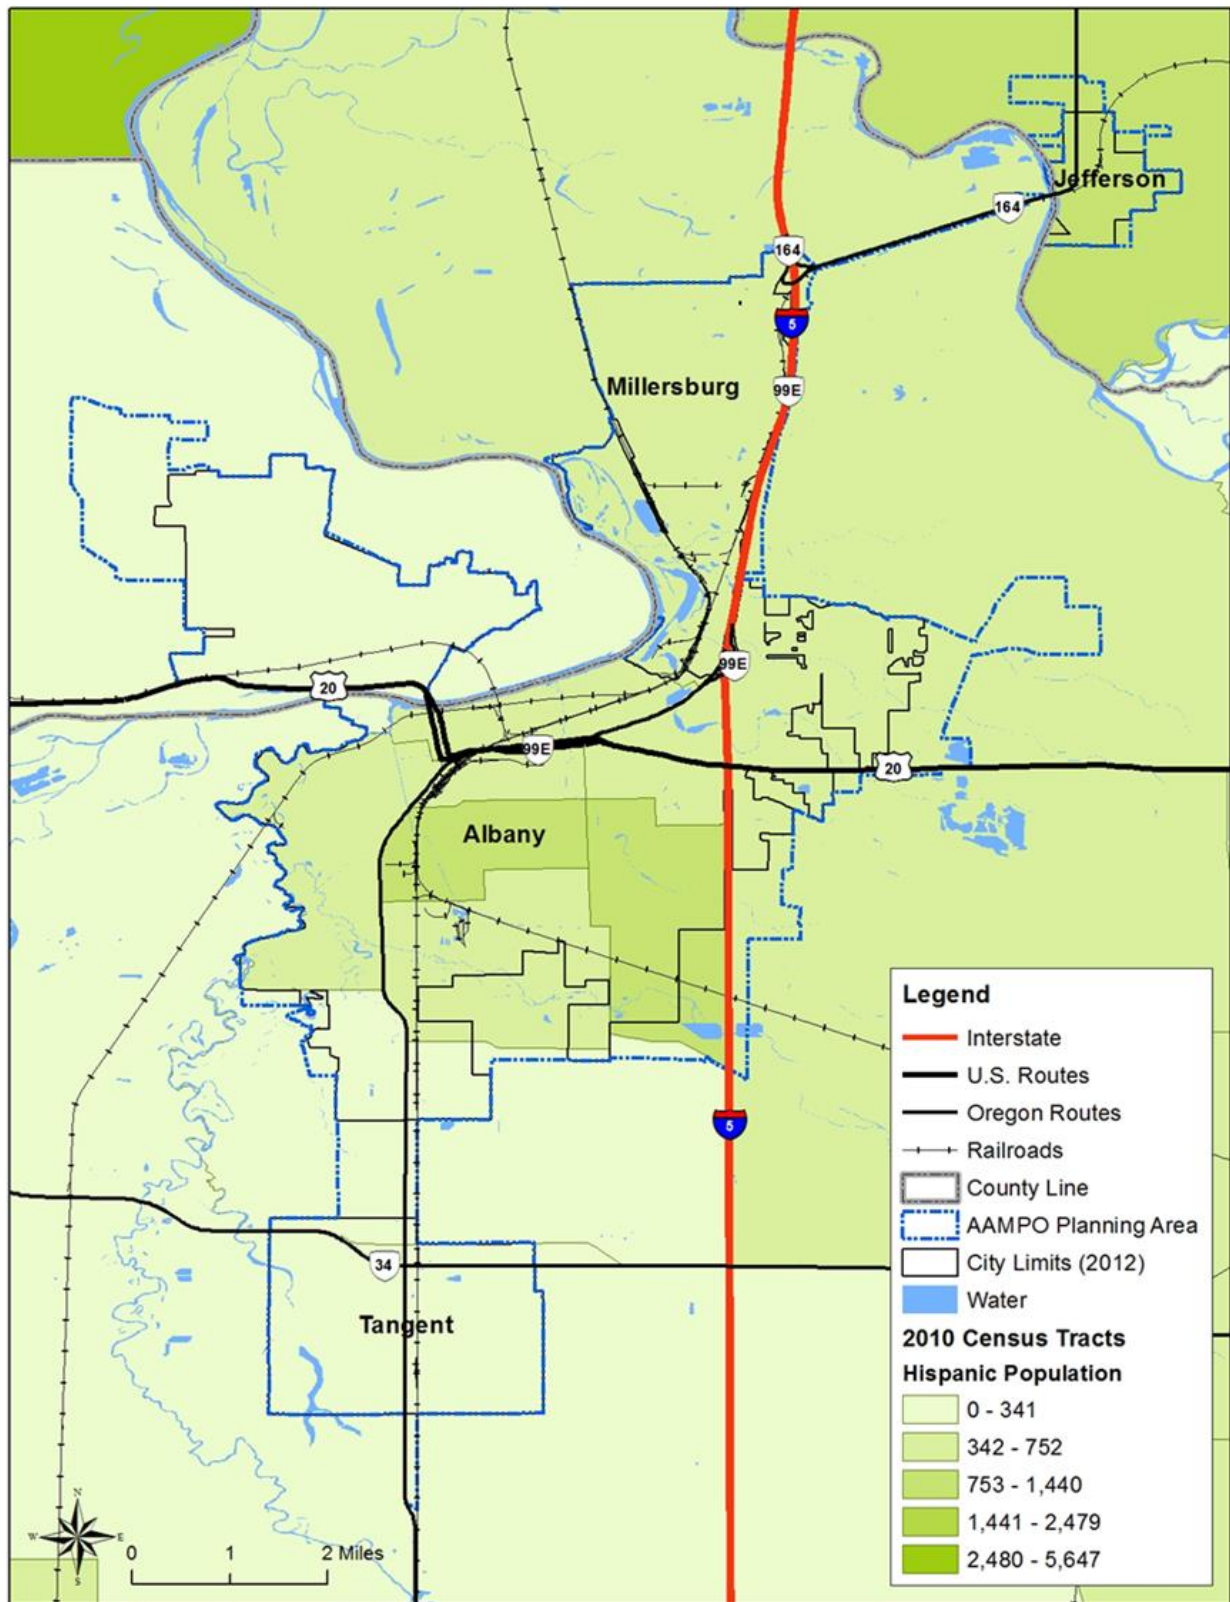 Jefferson
164
164
5
Millersburg
99E
99E
20
99E
20
Albany
5
34
Tangent
N
W E
S
0 1 2 Miles
Legend
Interstate
U.S. Routes
Oregon Routes
Railroads
County Line
AAMPO Planning Area
City Limits (2012)
Water
2010 Census Tracts
Hispanic Population
0 - 341
342 - 752
753 - 1,440
1,441 - 2,479
2,480 - 5,647